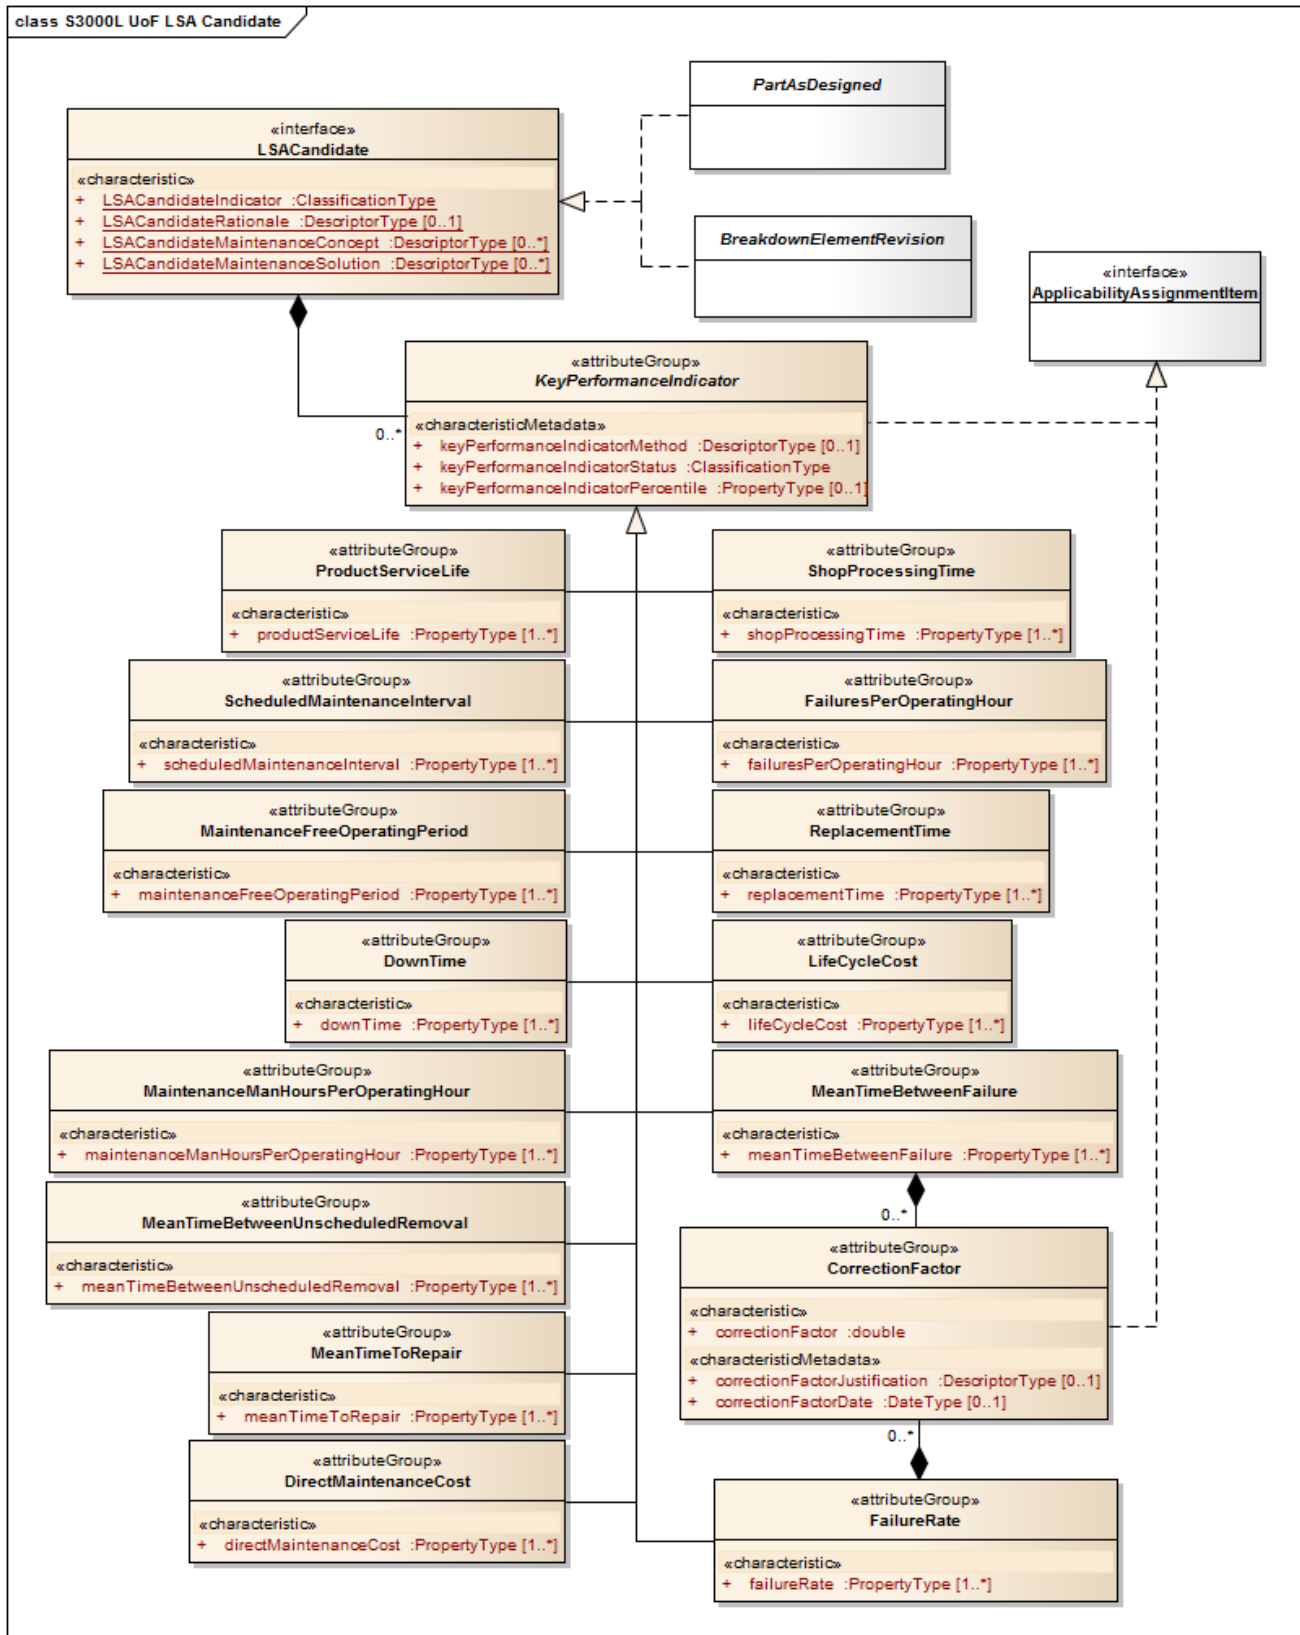 class S3000L UoF LSA Candidate
PartAsDesigned
«interface»
LSACandidate
«characteristic»
+ LSACandidateIndicator :ClassificationType
+ LSACandidateRationale :DescriptorType [0..1]
+ LSACandidateMaintenanceConcept :DescriptorType [0..*]
+ LSACandidateMaintenanceSolution :DescriptorType [0..*]
BreakdownElementRevision
«interface»
ApplicabilityAssignmentItem
«attributeGroup»
KeyPerformanceIndicator
«characteristicMetadata»
+ keyPerformanceIndicatorMethod :DescriptorType [0..1]
+ keyPerformanceIndicatorStatus :ClassificationType
+ keyPerformanceIndicatorPercentile :PropertyType [0..1]
0..*
«attributeGroup»
ProductServiceLife
«characteristic»
+ productServiceLife :PropertyType [1..*]
«attributeGroup»
ShopProcessingTime
«characteristic»
+ shopProcessingTime :PropertyType [1..*]
«attributeGroup»
ScheduledMaintenanceInterval
«characteristic»
+ scheduledMaintenanceInterval :PropertyType [1..*]
«attributeGroup»
FailuresPerOperatingHour
«characteristic»
+ failuresPerOperatingHour :PropertyType [1..*]
«attributeGroup»
MaintenanceFreeOperatingPeriod
«characteristic»
+ maintenanceFreeOperatingPeriod :PropertyType [1..*]
«attributeGroup»
ReplacementTime
«characteristic»
+ replacementTime :PropertyType [1..*]
«attributeGroup»
DownTime
«characteristic»
+ downTime :PropertyType [1..*]
«attributeGroup»
LifeCycleCost
«characteristic»
+ lifeCycleCost :PropertyType [1..*]
«attributeGroup»
MaintenanceManHoursPerOperatingHour
«characteristic»
+ maintenanceManHoursPerOperatingHour :PropertyType [1..*]
«attributeGroup»
MeanTimeBetweenFailure
«characteristic»
+ meanTimeBetweenFailure :PropertyType [1..*]
«attributeGroup»
MeanTimeBetweenUnscheduledRemoval
«characteristic»
+ meanTimeBetweenUnscheduledRemoval :PropertyType [1..*]
0..*
«attributeGroup»
CorrectionFactor
«characteristic»
+ correctionFactor :double
«characteristicMetadata»
+ correctionFactorJustification :DescriptorType [0..1]
+ correctionFactorDate :DateType [0..1]
«attributeGroup»
MeanTimeToRepair
«characteristic»
+ meanTimeToRepair :PropertyType [1..*]
0..*
«attributeGroup»
DirectMaintenanceCost
«characteristic»
+ directMaintenanceCost :PropertyType [1..*]
«attributeGroup»
FailureRate
«characteristic»
+ failureRate :PropertyType [1..*]